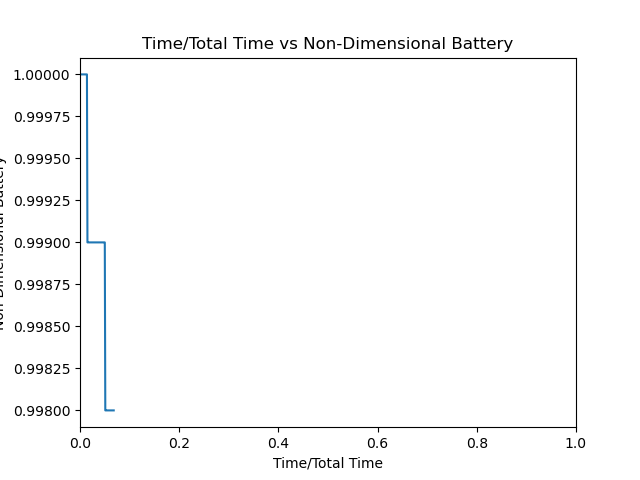 Time/Total Time vs Non-Dimensional Battery
1.00000
0.99975
0.99950
0.99925
0.99900
0.99875
0.99850
0.99825
0.99800
Non-Dimensional Battery
0.0 0.2 0.4 0.6 0.8 1.0
Time/Total Time